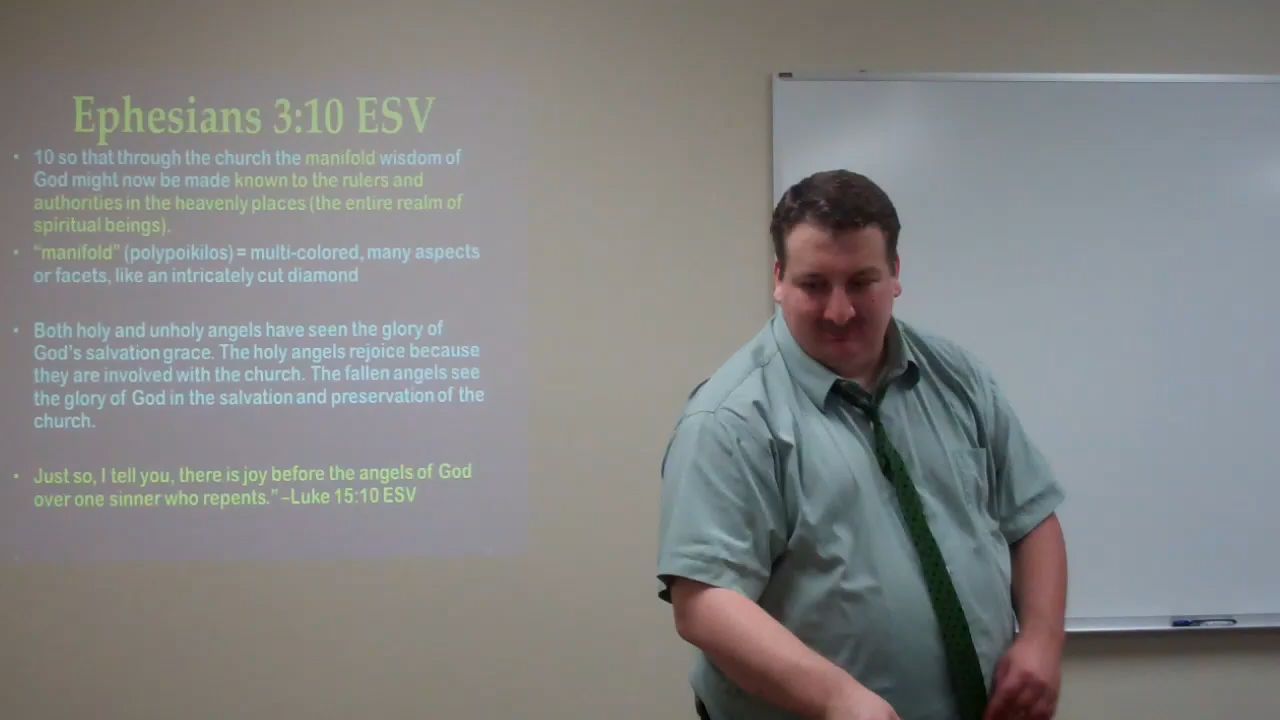 Ephesians 3:10 ESV
• 10 so that through the church the manifold wisdom of
God might now be made known to the rulers and
authorities in the heavenly places (the entire realm of
spiritual beings).
• “manifold” (polypoikilos) = multi-colored, many aspects
or facets, like an intricately cut diamond
• Both holy and unholy angels have seen the glory of
God's salvation grace. The holy angels rejoice because
they are involved with the church. The fallen angels see
the glory of God in the salvation and preservation of the
church.
• Just so, I tell you, there is joy before the angels of God
over one sinner who repents.” –Luke 15:10 ESV